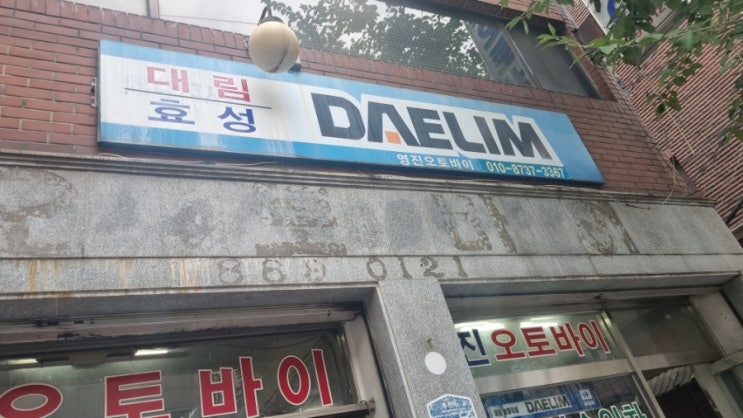 대림
효성
DAELIM
영진오토바이 010-8737-3367
869 0121
진 오토바이
오토바이
DAELIM